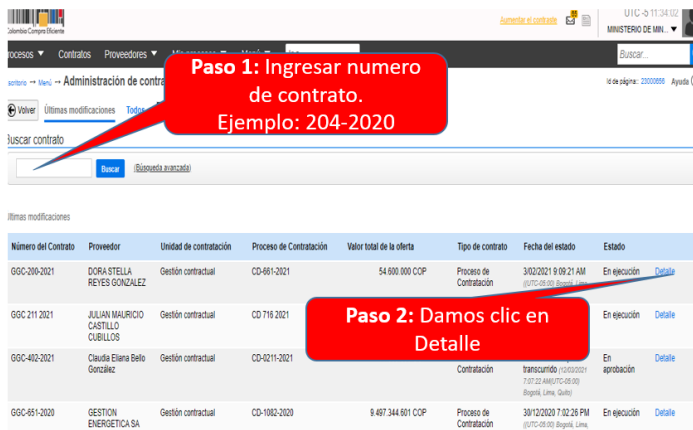 Colombia Compra Eficiente
Aumentar el contraste
UTC -5 11:34:02
MINISTERIO DE MIN...
Procesos Contratos Proveedores
Buscar...
Escritorio → Menú → Administración de contra
Id de página:: 23000656 Ayuda
Volver Últimas modificaciones Todos
Paso 1: Ingresar numero
de contrato.
Ejemplo: 204-2020
Buscar contrato
Buscar (Búsqueda avanzada)
Últimas modificaciones
Número del Contrato Proveedor Unidad de contratación Proceso de Contratación Valor total de la oferta Tipo de contrato Fecha del estado Estado
GGC-200-2021 DORA STELLA REYES GONZALEZ Gestión contractual CD-661-2021 54.600.000 COP Proceso de Contratación 3/02/2021 9:09:21 AM ((UTC-05:00) Bogotá, Lima, En ejecución Detalle
Paso 2: Damos clic en
Detalle
GGC 211 2021 JULIAN MAURICIO CASTILLO CUBILLOS Gestión contractual CD 716 2021 En ejecución Detalle
GGC-402-2021 Claudia Eliana Bello González Gestión contractual CD-0211-2021 Contratación transcurrido (12/03/2021 7:07:22 AM(UTC-05:00) Bogotá, Lima, Quito) En aprobación Detalle
GGC-651-2020 GESTION ENERGETICA SA Gestión contractual CD-1082-2020 9.497.344.601 COP Proceso de Contratación 30/12/2020 7:02:26 PM ((UTC-05:00) Bogotá, Lima, En ejecución Detalle